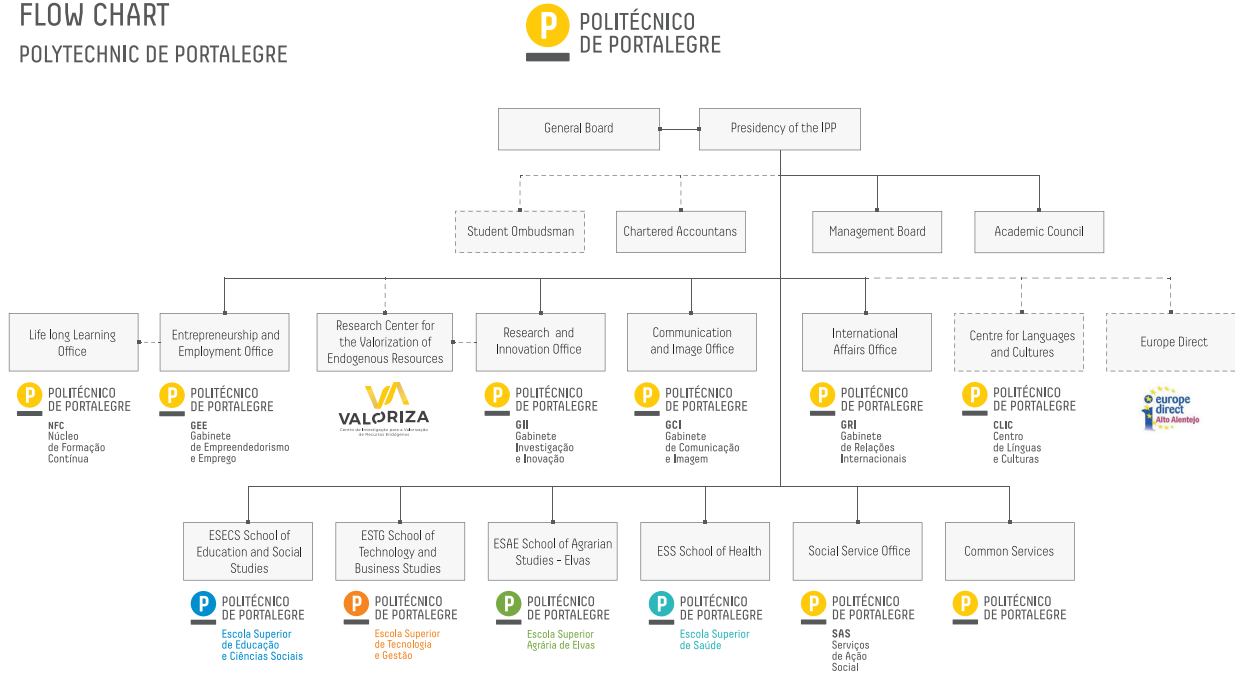 FLOW CHART
POLYTECHNIC DE PORTALEGRE
P
POLITÉCNICO
DE PORTALEGRE
General Board
Presidency of the IPP
Student Ombudsman
Chartered Accountans
Management Board
Academic Council
Life long Learning
Office
Entrepreneurship and
Employment Office
Research Center for
the Valorization of
Endogenous Resources
Research and
Innovation Office
Communication
and Image Office
International
Affairs Office
Centre for Languages
and Cultures
Europe Direct
P
POLITÉCNICO
DE PORTALEGRE
NFC
Núcleo
de Formação
Contínua
P
POLITÉCNICO
DE PORTALEGRE
GEE
Gabinete
de Empreendedorismo
e Emprego
VA
VALORIZA
Centro de Investigação para a Valorização
de Recursos Endógenos
P
POLITÉCNICO
DE PORTALEGRE
GII
Gabinete
Investigação
e Inovação
P
POLITÉCNICO
DE PORTALEGRE
GCI
Gabinete
de Comunicação
e Imagem
P
POLITÉCNICO
DE PORTALEGRE
GRI
Gabinete
de Relações
Internacionais
P
POLITÉCNICO
DE PORTALEGRE
CLIC
Centro
de Línguas
e Culturas
europe
direct
Alto Alentejo
ESECS School of
Education and Social
Studies
ESTG School of
Technology and
Business Studies
ESAE School of Agrarian
Studies - Elvas
ESS School of Health
Social Service Office
Common Services
P
POLITÉCNICO
DE PORTALEGRE
Escola Superior
de Educação
e Ciências Sociais
P
POLITÉCNICO
DE PORTALEGRE
Escola Superior
de Tecnologia
e Gestão
P
POLITÉCNICO
DE PORTALEGRE
Escola Superior
Agrária de Elvas
P
POLITÉCNICO
DE PORTALEGRE
Escola Superior
de Saúde
P
POLITÉCNICO
DE PORTALEGRE
SAS
Serviços
de Ação
Social
P
POLITÉCNICO
DE PORTALEGRE